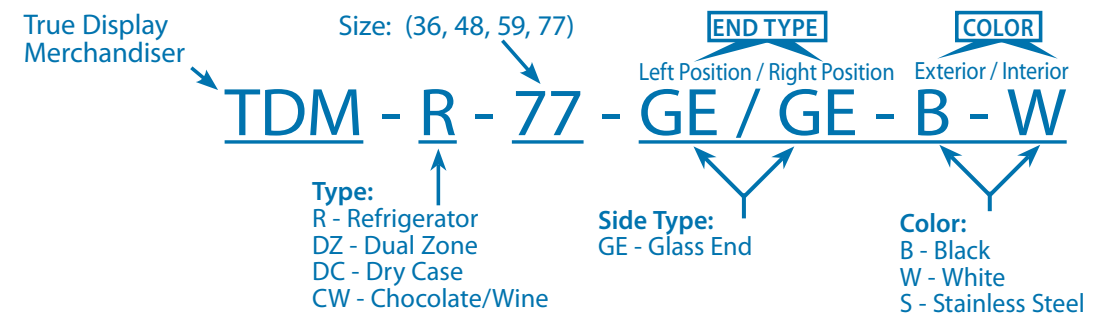 True Display
Merchandiser
Size:  (36, 48, 59, 77)
END TYPE
COLOR
Left Position / Right Position
Exterior / Interior
TDM - R - 77 - GE / GE - B - W
Type:
R - Refrigerator
DZ - Dual Zone
DC - Dry Case
CW - Chocolate/Wine
Side Type:
GE - Glass End
Color:
B - Black
W - White
S - Stainless Steel